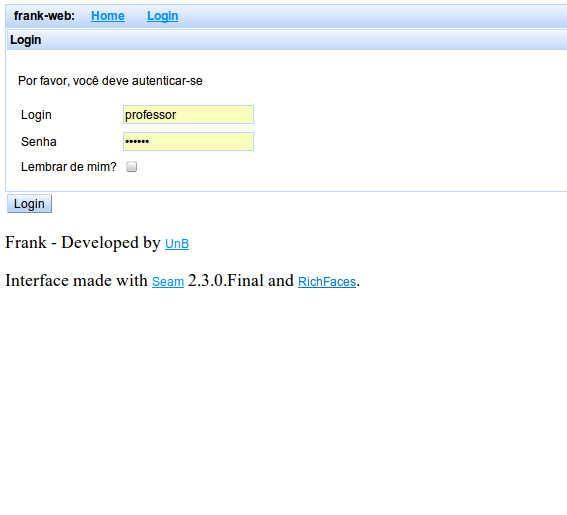 frank-web: Home Login
Login
Por favor, você deve autenticar-se
Login professor
Senha ••••••
Lembrar de mim?
Login
Frank - Developed by UnB
Interface made with Seam 2.3.0.Final and RichFaces.